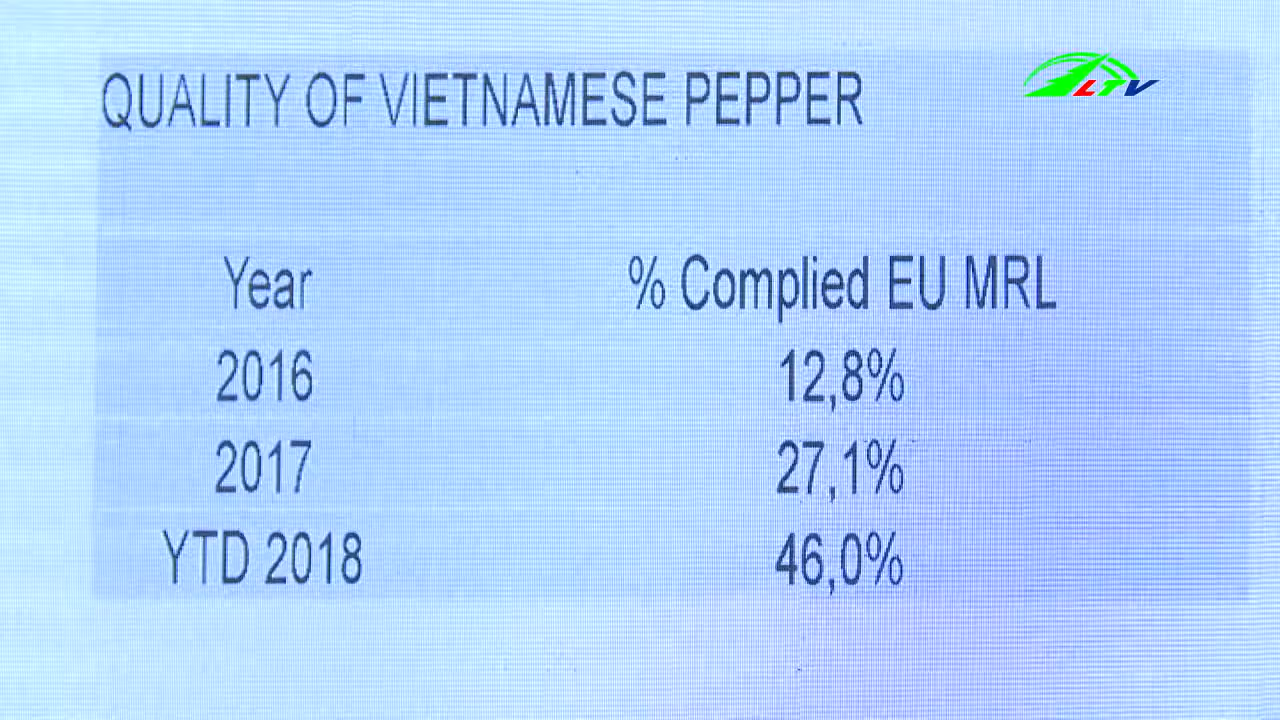 QUALITY OF VIETNAMESE PEPPER
LTV
Year % Complied EU MRL
2016 12,8%
2017 27,1%
YTD 2018 46,0%